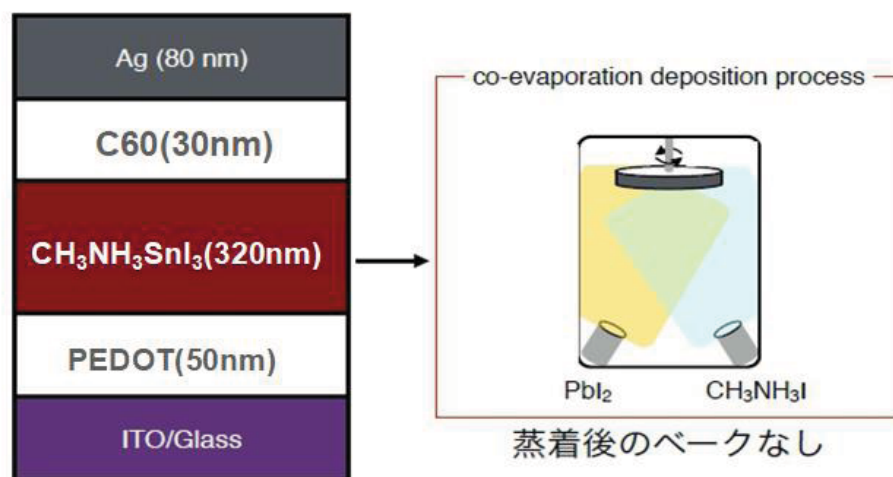 Ag (80 nm)
C60(30nm)
CH₃NH₃SnI₃(320nm)
PEDOT(50nm)
ITO/Glass
co-evaporation deposition process
PbI₂
CH₃NH₃I
蒸着後のベークなし